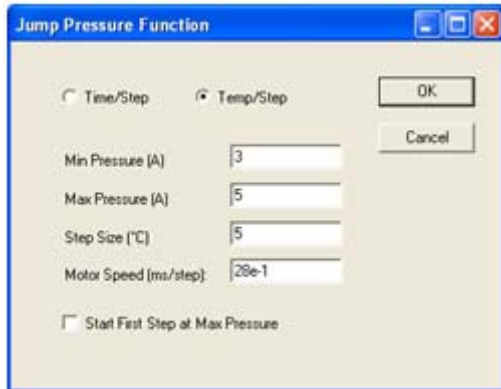 Jump Pressure Function
Time/Step Temp/Step OK
Cancel
Min Pressure (A) 3
Max Pressure (A) 5
Step Size (°C) 5
Motor Speed (ms/step): 28e-1
Start First Step at Max Pressure